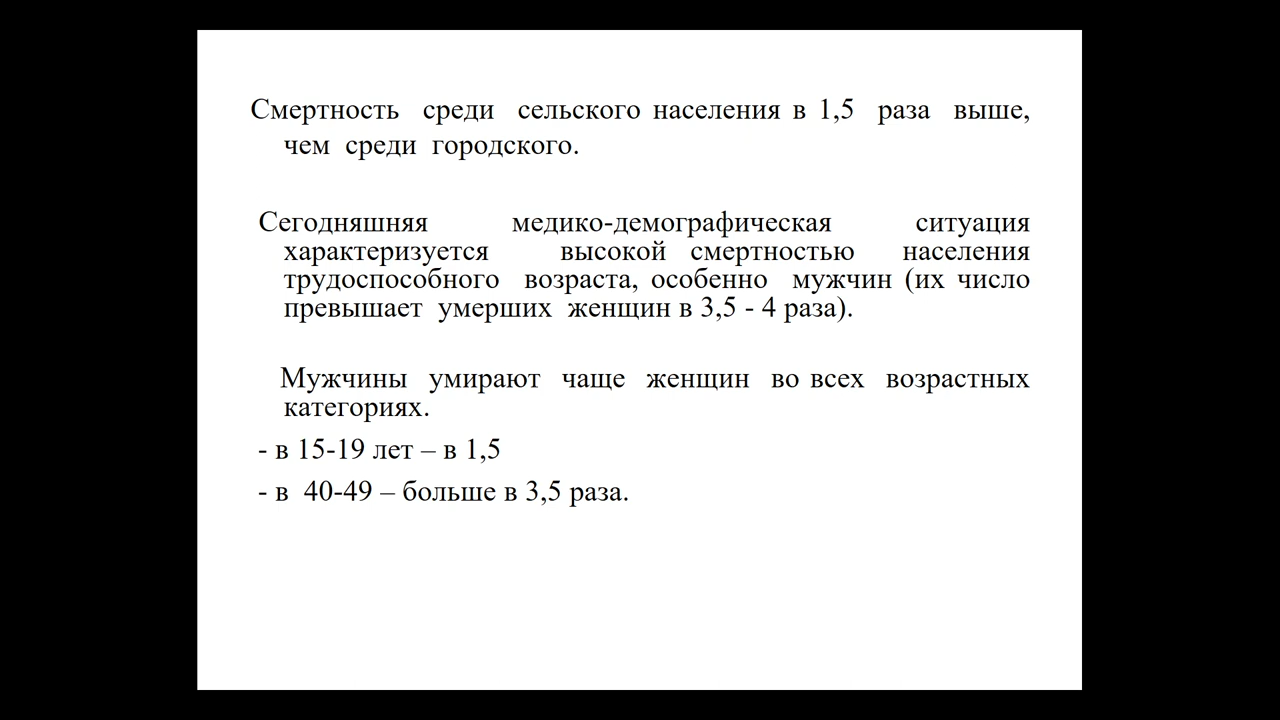 Смертность среди сельского населения в 1,5 раза выше,
чем среди городского.
Сегодняшняя медико-демографическая ситуация
характеризуется высокой смертностью населения
трудоспособного возраста, особенно мужчин (их число
превышает умерших женщин в 3,5 - 4 раза).
Мужчины умирают чаще женщин во всех возрастных
категориях.
- в 15-19 лет – в 1,5
- в 40-49 – больше в 3,5 раза.